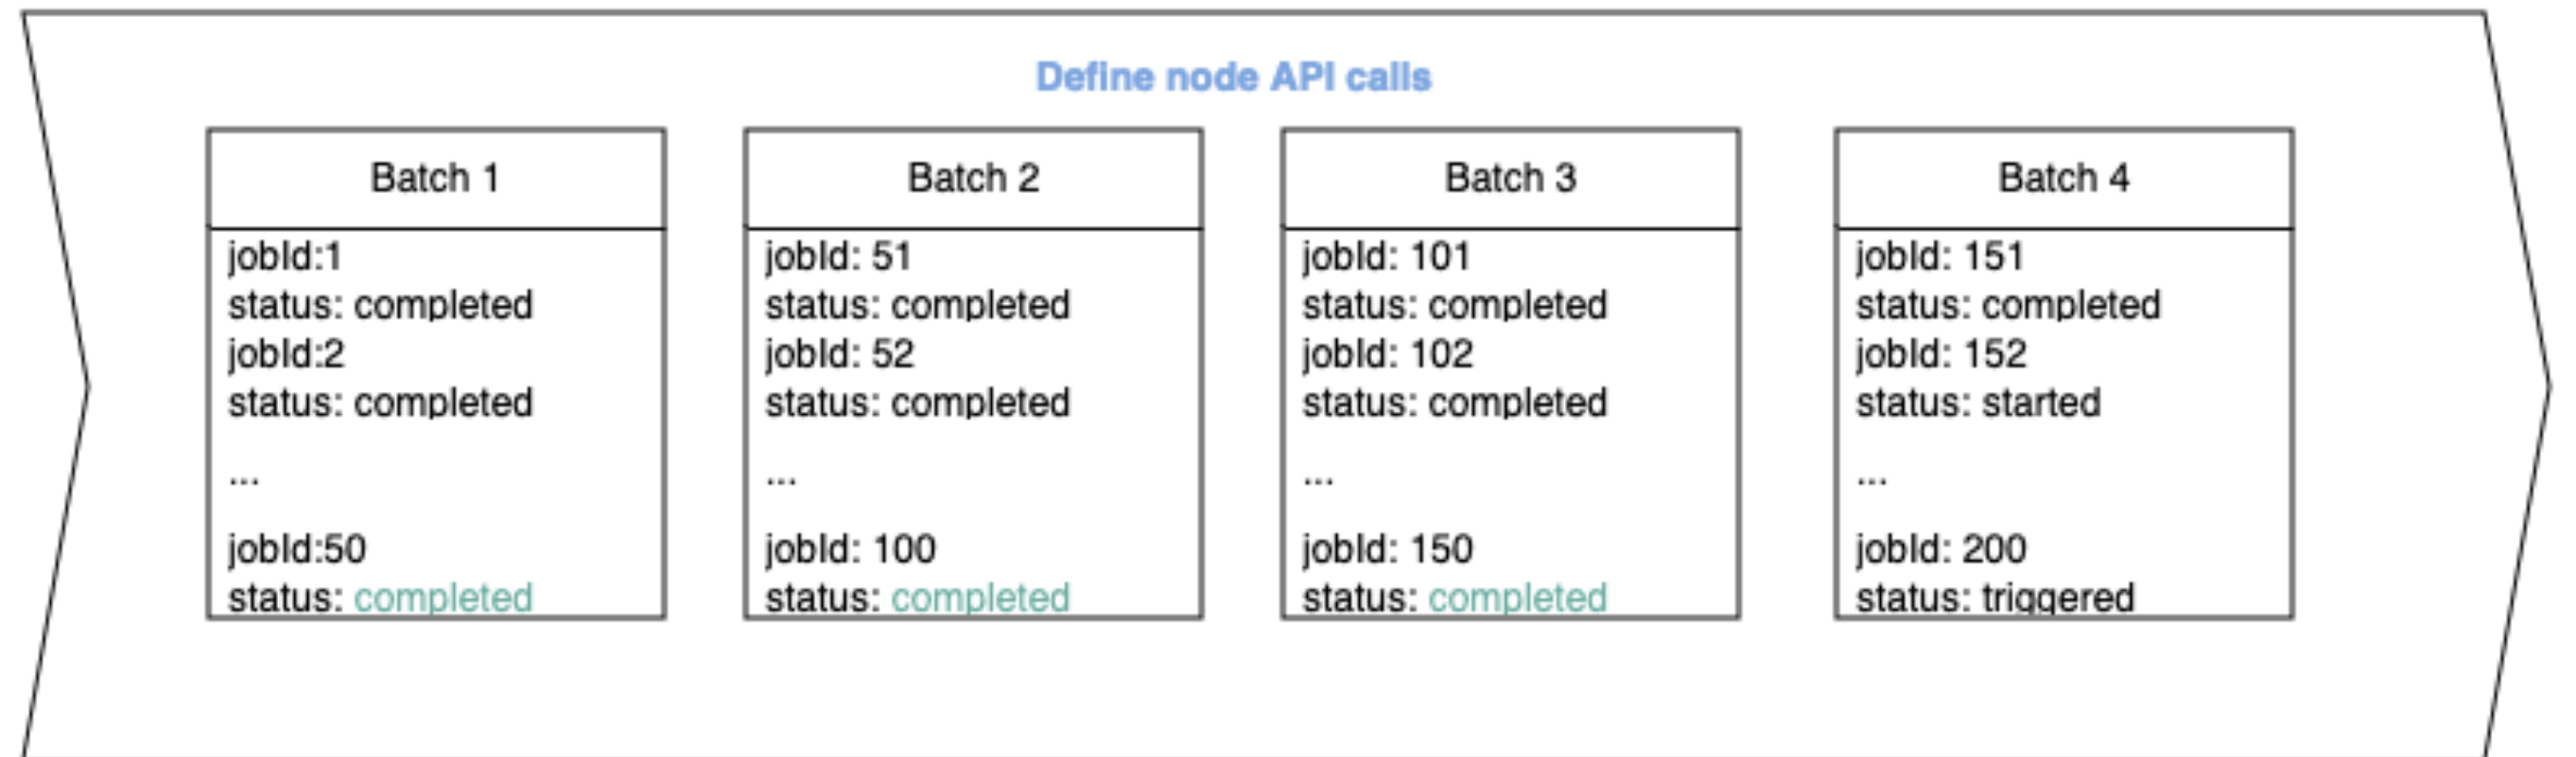 Define node API calls
Batch 1
jobId:1
status: completed
jobId:2
status: completed
...
jobId:50
status: completed
Batch 2
jobId: 51
status: completed
jobId: 52
status: completed
...
jobId: 100
status: completed
Batch 3
jobId: 101
status: completed
jobId: 102
status: completed
...
jobId: 150
status: completed
Batch 4
jobId: 151
status: completed
jobId: 152
status: started
...
jobId: 200
status: triggered